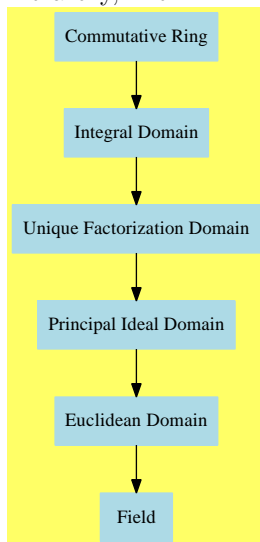 Commutative Ring
Integral Domain
Unique Factorization Domain
Principal Ideal Domain
Euclidean Domain
Field